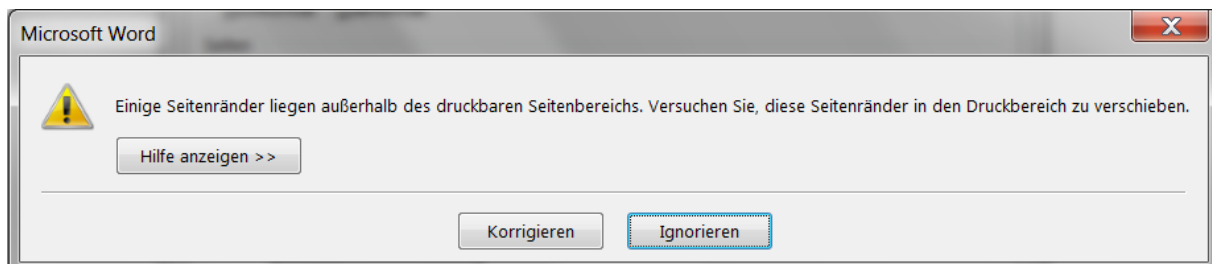 Microsoft Word
Einige Seitenränder liegen außerhalb des druckbaren Seitenbereichs. Versuchen Sie, diese Seitenränder in den Druckbereich zu verschieben.
Hilfe anzeigen >>
Korrigieren
Ignorieren